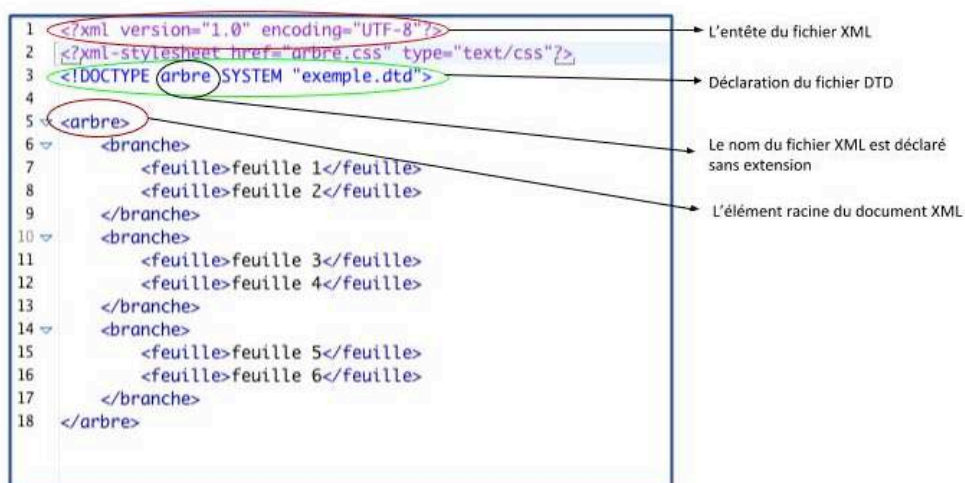 1 <?xml version="1.0" encoding="UTF-8"?>
2 <?xml-stylesheet href="arbre.css" type="text/css"?>
3 <!DOCTYPE arbre SYSTEM "exemple.dtd">
4
5 <arbre>
6 <branche>
7 <feuille>feuille 1</feuille>
8 <feuille>feuille 2</feuille>
9 </branche>
10 <branche>
11 <feuille>feuille 3</feuille>
12 <feuille>feuille 4</feuille>
13 </branche>
14 <branche>
15 <feuille>feuille 5</feuille>
16 <feuille>feuille 6</feuille>
17 </branche>
18 </arbre>
L'entête du fichier XML
Déclaration du fichier DTD
Le nom du fichier XML est déclaré
sans extension
L'élément racine du document XML